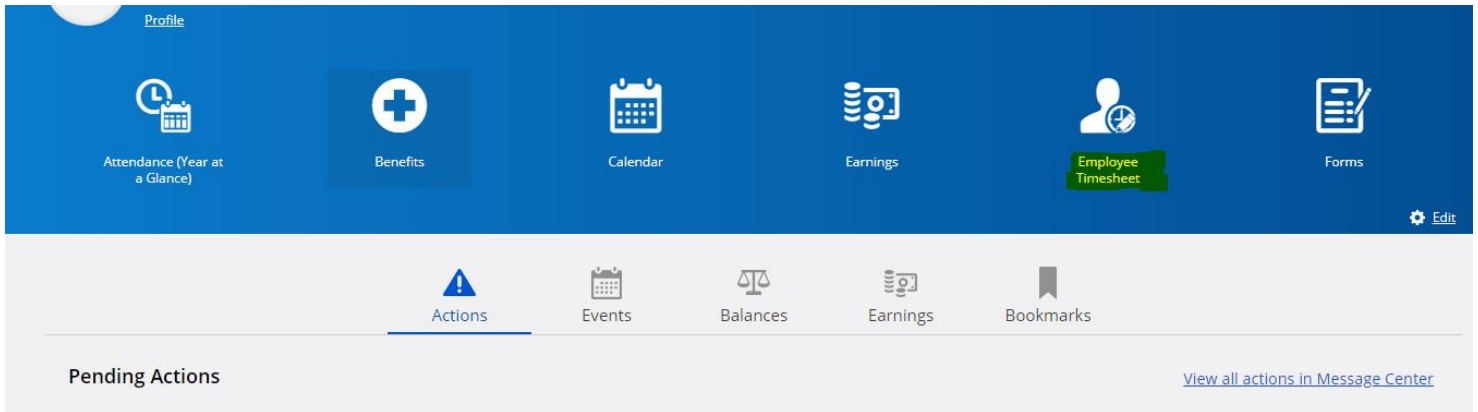 Profile
Attendance (Year at
a Glance)
Benefits
Calendar
Earnings
Employee
Timesheet
Forms
Edit
Actions
Events
Balances
Earnings
Bookmarks
Pending Actions
View all actions in Message Center